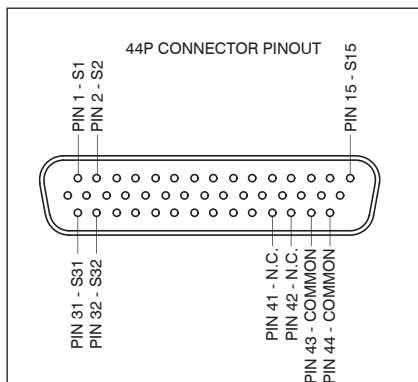 44P CONNECTOR PINOUT
PIN 1 - S1
PIN 2 - S2
PIN 15 - S15
PIN 31 - S31
PIN 32 - S32
PIN 41 - N.C.
PIN 42 - N.C.
PIN 43 - COMMON
PIN 44 - COMMON